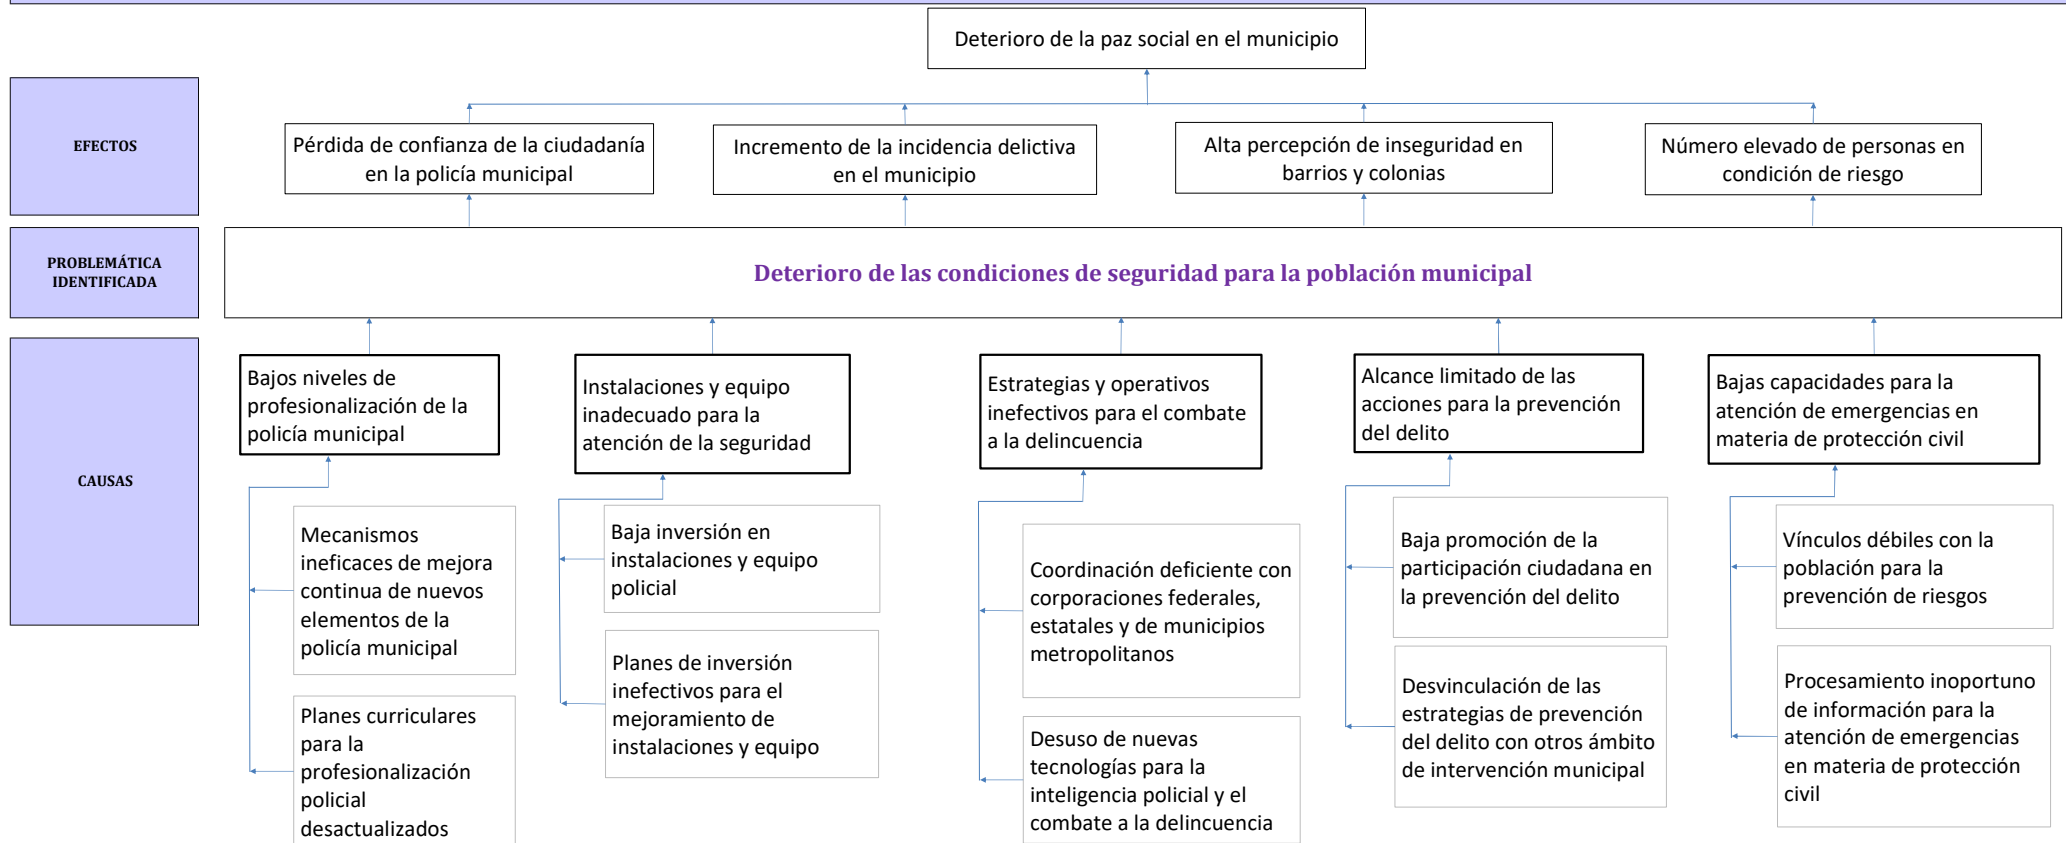 Deterioro de la paz social en el municipio
EFECTOS
Pérdida de confianza de la ciudadanía
en la policía municipal
Incremento de la incidencia delictiva
en el municipio
Alta percepción de inseguridad en
barrios y colonias
Número elevado de personas en
condición de riesgo
PROBLEMÁTICA
IDENTIFICADA
Deterioro de las condiciones de seguridad para la población municipal
CAUSAS
Bajos niveles de
profesionalización de la
policía municipal
Instalaciones y equipo
inadecuado para la
atención de la seguridad
Estrategias y operativos
inefectivos para el combate
a la delincuencia
Alcance limitado de las
acciones para la prevención
del delito
Bajas capacidades para la
atención de emergencias en
materia de protección civil
Mecanismos
ineficaces de mejora
continua de nuevos
elementos de la
policía municipal
Baja inversión en
instalaciones y equipo
policial
Coordinación deficiente con
corporaciones federales,
estatales y de municipios
metropolitanos
Baja promoción de la
participación ciudadana en
la prevención del delito
Vínculos débiles con la
población para la
prevención de riesgos
Planes curriculares
para la
profesionalización
policial
desactualizados
Planes de inversión
inefectivos para el
mejoramiento de
instalaciones y equipo
Desuso de nuevas
tecnologías para la
inteligencia policial y el
combate a la delincuencia
Desvinculación de las
estrategias de prevención
del delito con otros ámbito
de intervención municipal
Procesamiento inoportuno
de información para la
atención de emergencias
en materia de protección
civil